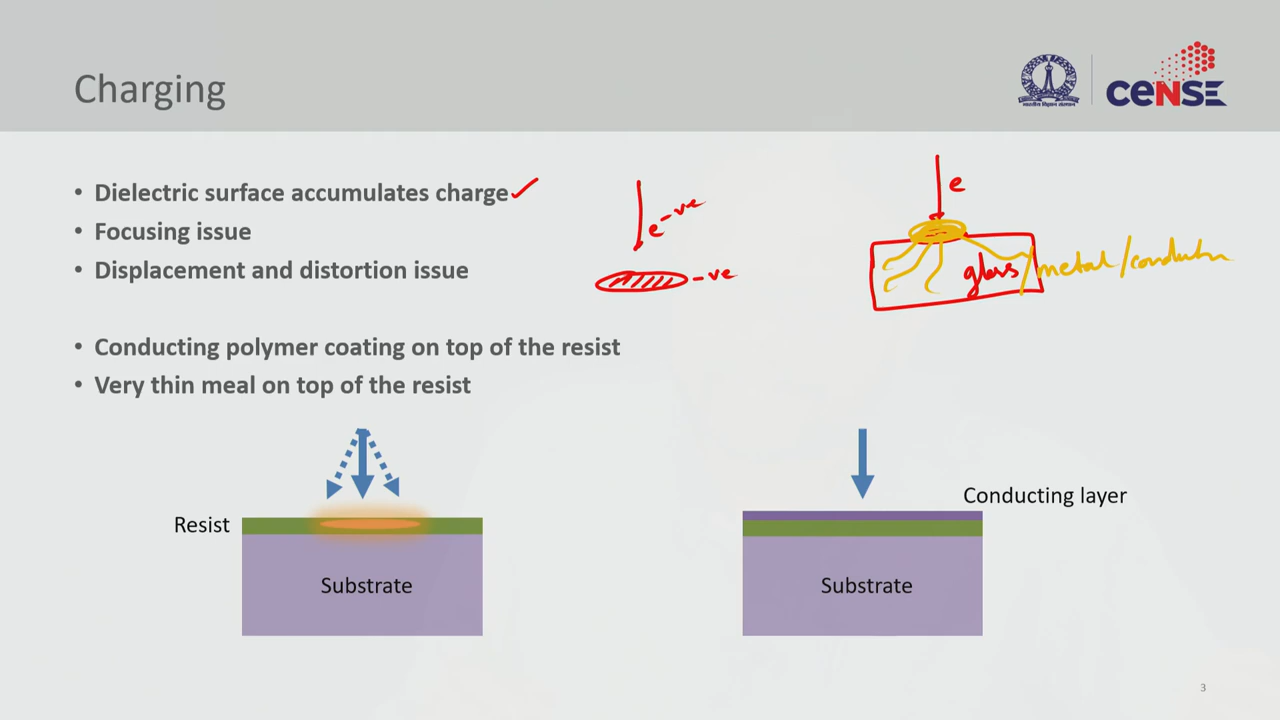 Charging
CeNSE
• Dielectric surface accumulates charge
• Focusing issue
• Displacement and distortion issue
e -ve
-ve
e
glass/metal/conductor
• Conducting polymer coating on top of the resist
• Very thin meal on top of the resist
Resist
Substrate
Conducting layer
Substrate
3